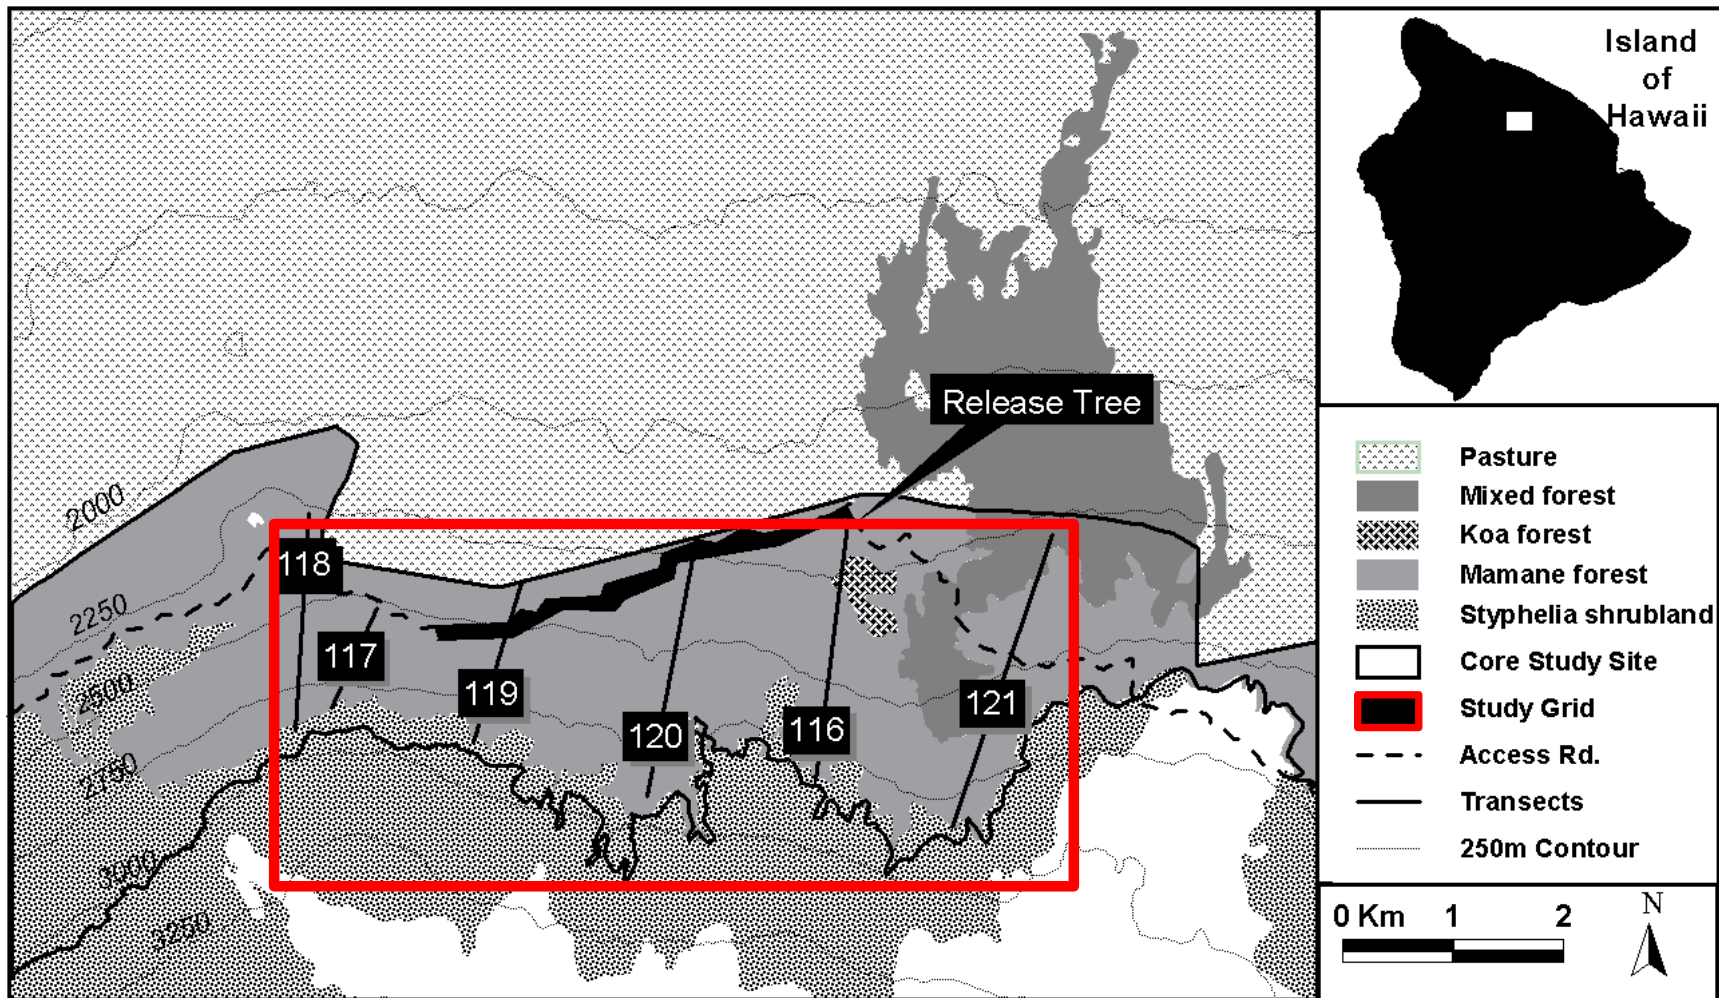 Island
of
Hawaii
Release Tree
2000
2250
2500
2750
3000
3250
118
117
119
120
116
121
Pasture
Mixed forest
Koa forest
Mamane forest
Styphelia shrubland
Core Study Site
Study Grid
Access Rd.
Transects
250m Contour
0 Km 1 2
N